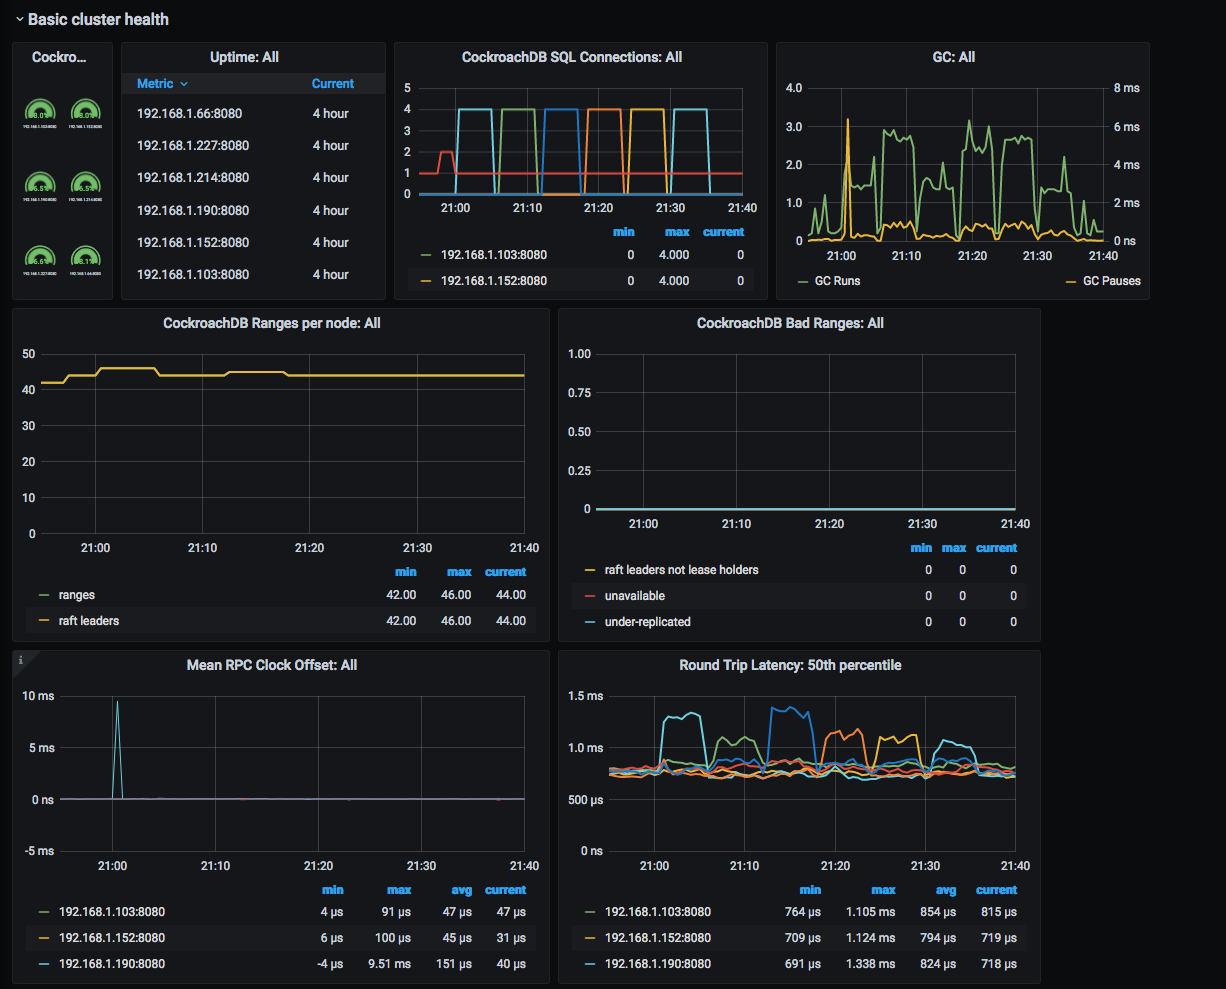 Basic cluster health
Cockro...
192.168.1.103:8080 192.168.1.152:8080
192.168.1.190:8080 192.168.1.214:8080
192.168.1.227:8080 192.168.1.66:8080
Uptime: All
Metric Current
192.168.1.66:8080 4 hour
192.168.1.227:8080 4 hour
192.168.1.214:8080 4 hour
192.168.1.190:8080 4 hour
192.168.1.152:8080 4 hour
192.168.1.103:8080 4 hour
CockroachDB SQL Connections: All
5
4
3
2
1
0
21:00 21:10 21:20 21:30 21:40
min max current
192.168.1.103:8080 0 4.000 0
192.168.1.152:8080 0 4.000 0
GC: All
4.0 8 ms
3.0 6 ms
2.0 4 ms
1.0 2 ms
0 0 ns
21:00 21:10 21:20 21:30 21:40
GC Runs GC Pauses
CockroachDB Ranges per node: All
50
40
30
20
10
0
21:00 21:10 21:20 21:30 21:40
min max current
ranges 42.00 46.00 44.00
raft leaders 42.00 46.00 44.00
CockroachDB Bad Ranges: All
1.00
0.75
0.50
0.25
0
21:00 21:10 21:20 21:30 21:40
min max current
raft leaders not lease holders 0 0 0
unavailable 0 0 0
under-replicated 0 0 0
i
Mean RPC Clock Offset: All
10 ms
5 ms
0 ns
-5 ms
21:00 21:10 21:20 21:30 21:40
min max avg current
192.168.1.103:8080 4 µs 91 µs 47 µs 47 µs
192.168.1.152:8080 6 µs 100 µs 45 µs 31 µs
192.168.1.190:8080 -4 µs 9.51 ms 151 µs 40 µs
Round Trip Latency: 50th percentile
1.5 ms
1.0 ms
500 µs
0 ns
21:00 21:10 21:20 21:30 21:40
min max avg current
192.168.1.103:8080 764 µs 1.105 ms 854 µs 815 µs
192.168.1.152:8080 709 µs 1.124 ms 794 µs 719 µs
192.168.1.190:8080 691 µs 1.338 ms 824 µs 718 µs